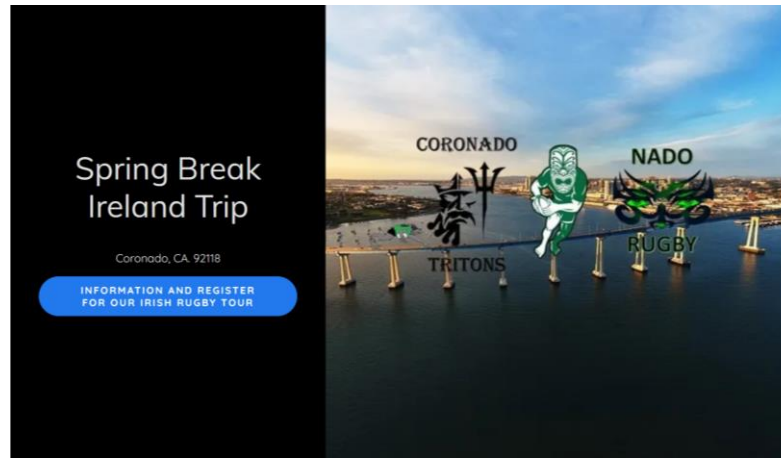 Spring Break
Ireland Trip
Coronado, CA. 92118
INFORMATION AND REGISTER
FOR OUR IRISH RUGBY TOUR
CORONADO
TRITONS
NADO
RUGBY